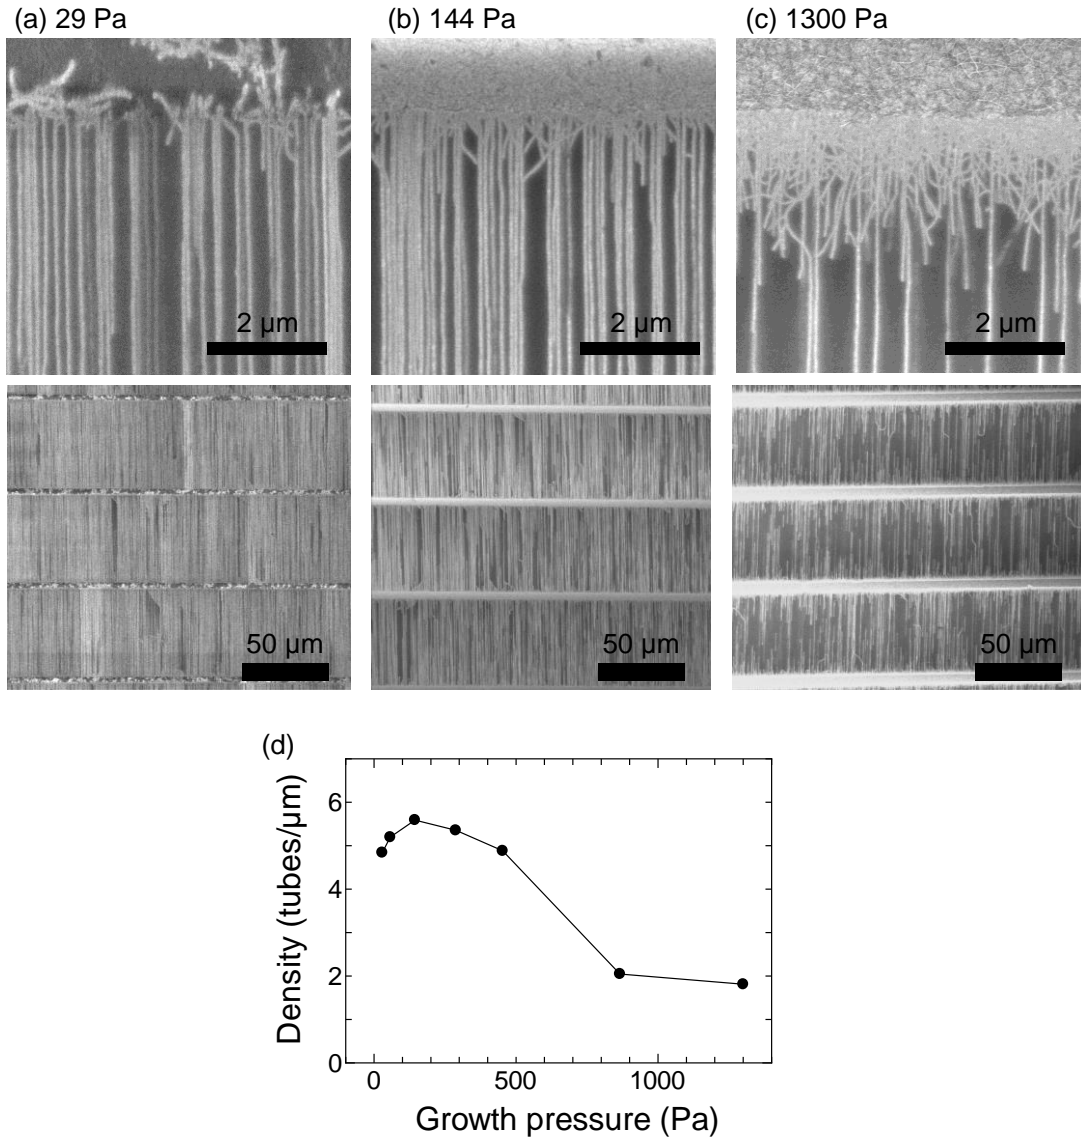 (a) 29 Pa
(b) 144 Pa
(c) 1300 Pa
2 µm
2 µm
2 µm
50 µm
50 µm
50 µm
(d)
Density (tubes/µm)
6
4
2
0
0
500
1000
Growth pressure (Pa)